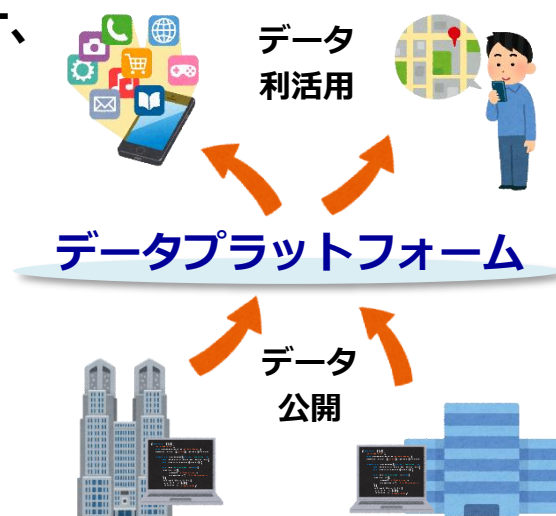 、
データ
利活用
データプラットフォーム
データ
公開